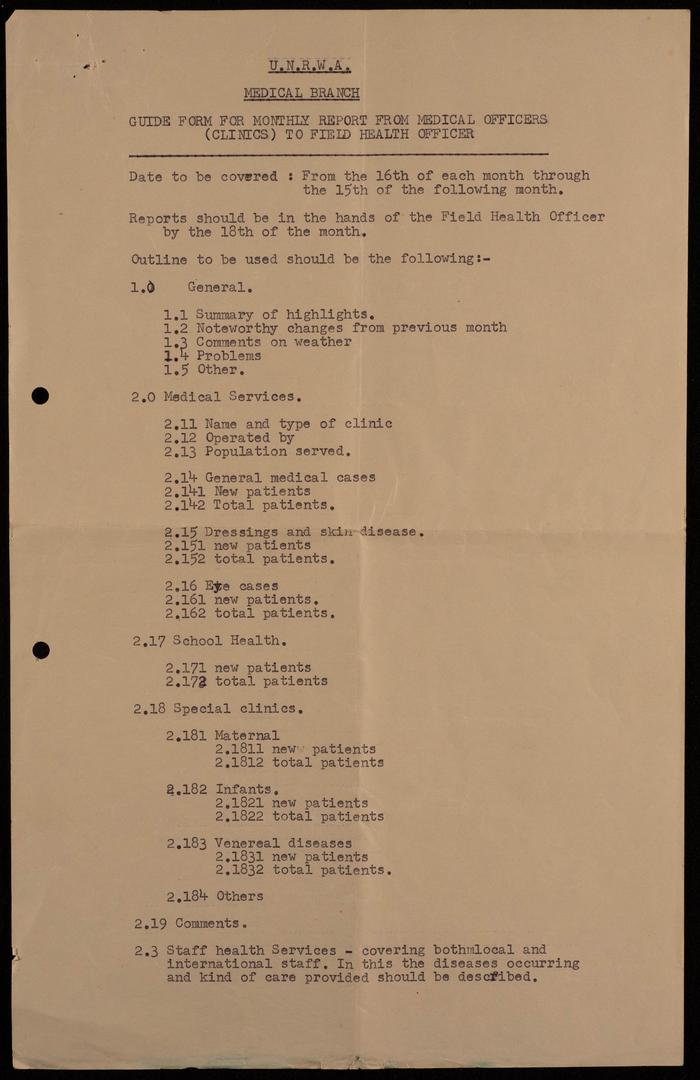 U.N.R.W.A.
MEDICAL BRANCH
GUIDE FORM FOR MONTHLY REPORT FROM MEDICAL OFFICERS
(CLINICS) TO FIELD HEALTH OFFICER
Date to be covered : From the 16th of each month through
the 15th of the following month.
Reports should be in the hands of the Field Health Officer
by the 18th of the month.
Outline to be used should be the following:-
1.0 General.
1.1 Summary of highlights.
1.2 Noteworthy changes from previous month
1.3 Comments on weather
1.4 Problems
1.5 Other.
2.0 Medical Services.
2.11 Name and type of clinic
2.12 Operated by
2.13 Population served.
2.14 General medical cases
2.141 New patients
2.142 Total patients.
2.15 Dressings and skin disease.
2.151 new patients
2.152 total patients.
2.16 Eye cases
2.161 new patients.
2.162 total patients.
2.17 School Health.
2.171 new patients
2.172 total patients
2.18 Special clinics.
2.181 Maternal
2.1811 new patients
2.1812 total patients
2.182 Infants.
2.1821 new patients
2.1822 total patients
2.183 Venereal diseases
2.1831 new patients
2.1832 total patients.
2.184 Others
2.19 Comments.
2.3 Staff health Services - covering bothmlocal and
international staff. In this the diseases occurring
and kind of care provided should be described.